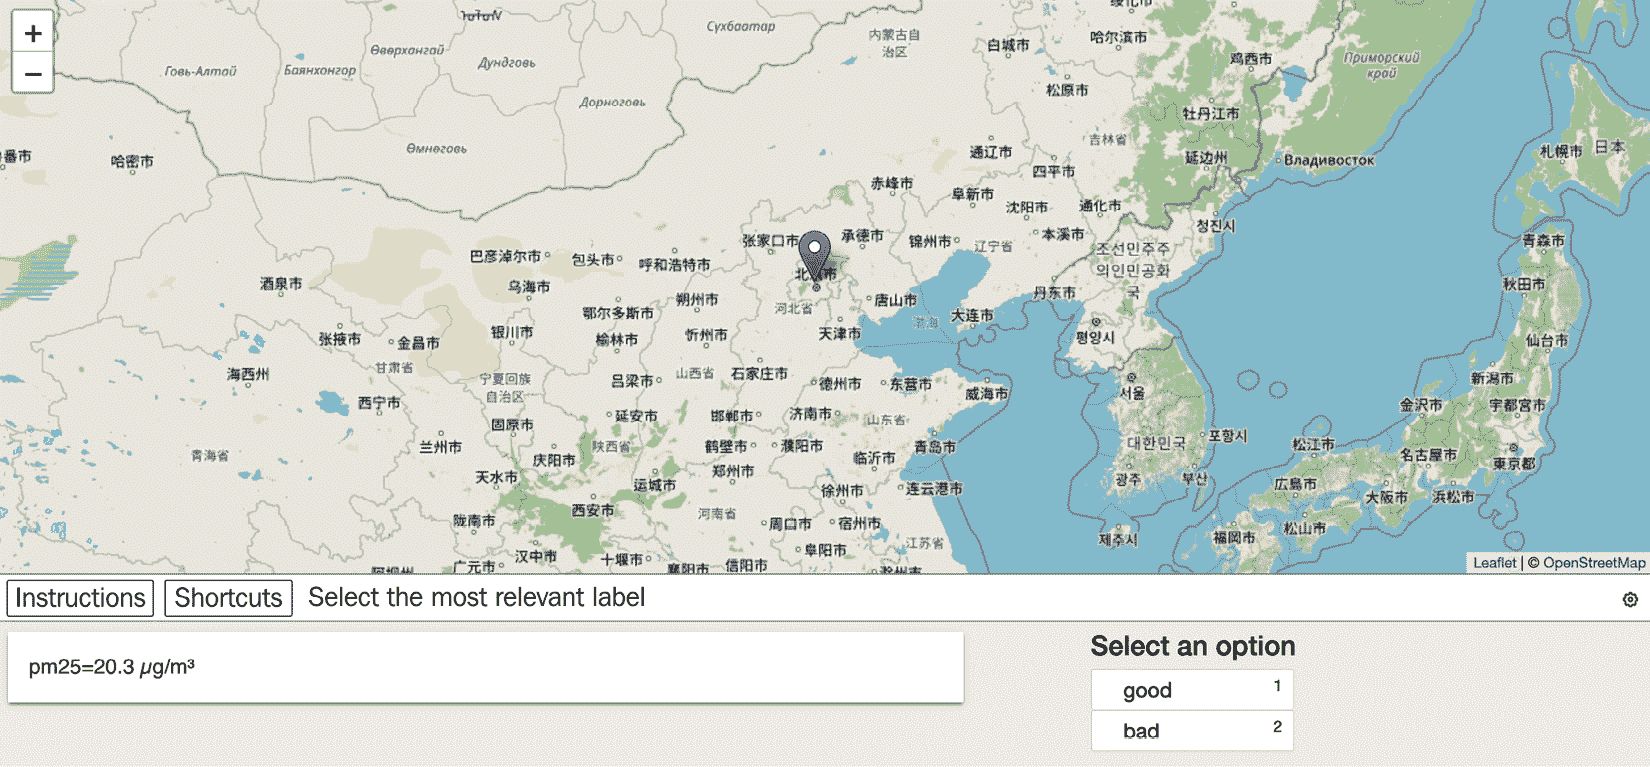 +
−
Говь-Алтай
Баянхонгор
Өвөрхангай
Дундговь
Сүхбаатар
Дорноговь
Өмнөговь
内蒙古自
治区
白城市
哈尔滨市
鸡西市
Приморский
край
松原市
牡丹江市
吉林省
延边州
Владивосток
札幌市
日本
哈密市
番市
通辽市
四平市
赤峰市
阜新市
沈阳市
通化市
청진시
张家口市
承德市
锦州市
辽宁省
本溪市
조선민주주
의인민공화
국
青森市
巴彦淖尔市
包头市
呼和浩特市
酒泉市
乌海市
朔州市
河北省
唐山市
丹东市
秋田市
鄂尔多斯市
天津市
渤海
大连市
평양시
张掖市
金昌市
银川市
榆林市
忻州市
仙台市
甘肃省
海西州
宁夏回族
自治区
吕梁市
山西省
石家庄市
德州市
东营市
威海市
서울
新潟市
西宁市
固原市
延安市
邯郸市
济南市
山东省
金沢市
宇都宮市
兰州市
庆阳市
陕西省
鹤壁市
濮阳市
青岛市
대한민국
포항시
松江市
青海省
天水市
运城市
郑州市
临沂市
名古屋市
東京都
徐州市
连云港市
광주
부산
広島市
大阪市
浜松市
陇南市
西安市
河南省
周口市
宿州市
제주시
福岡市
松山市
汉中市
十堰市
阜阳市
江苏省
广元市
襄阳市
信阳市
Leaflet | © OpenStreetMap
Instructions
Shortcuts
Select the most relevant label
pm25=20.3 µg/m³
Select an option
good 1
bad 2